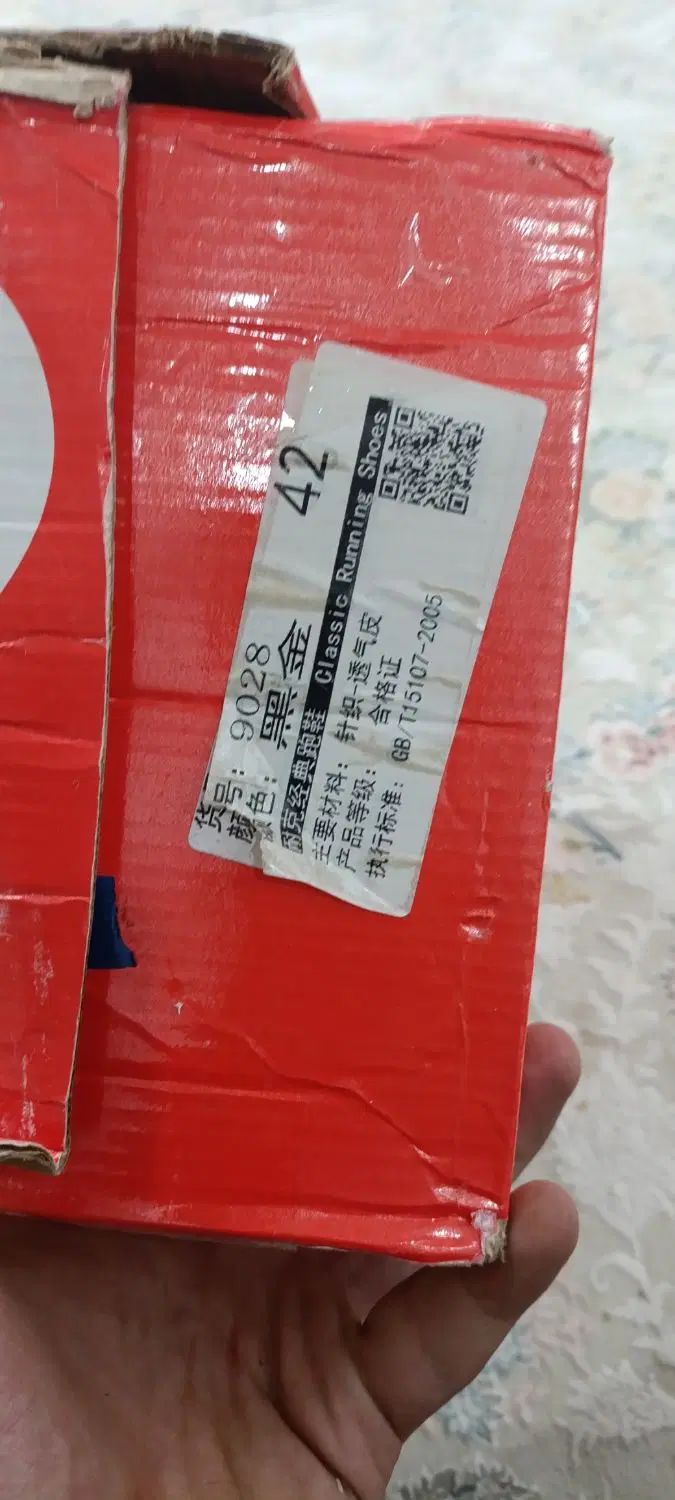 货号：9028
42
颜色：黑金
耐克经典跑鞋 Classic Running Shoes
主要材料：针织-透气皮
产品等级：合格证
执行标准：GB/T15107-2005